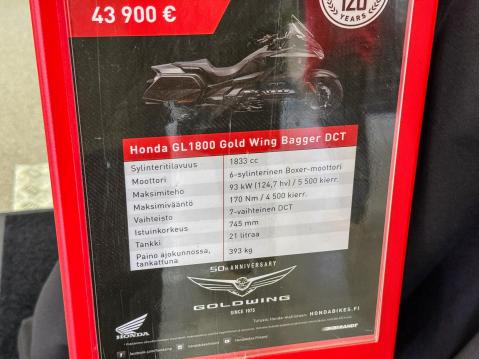 43 900 €
120
YEARS
Honda GL1800 Gold Wing Bagger DCT
Sylinteritilavuus 1833 cc
Moottori 6-sylinterinen Boxer-moottori
Maksimiteho 93 kW (124,7 hv) / 5 500 kierr.
Maksimivääntö 170 Nm / 4 500 kierr.
Vaihteisto 7-vaihteinen DCT
Istuinkorkeus 745 mm
Tankki 21 litraa
Paino ajokunnossa, tankattuna 393 kg
50th ANNIVERSARY
GOLDWING
SINCE 1975
HONDABIKES.FI
HONDA
BRANDT